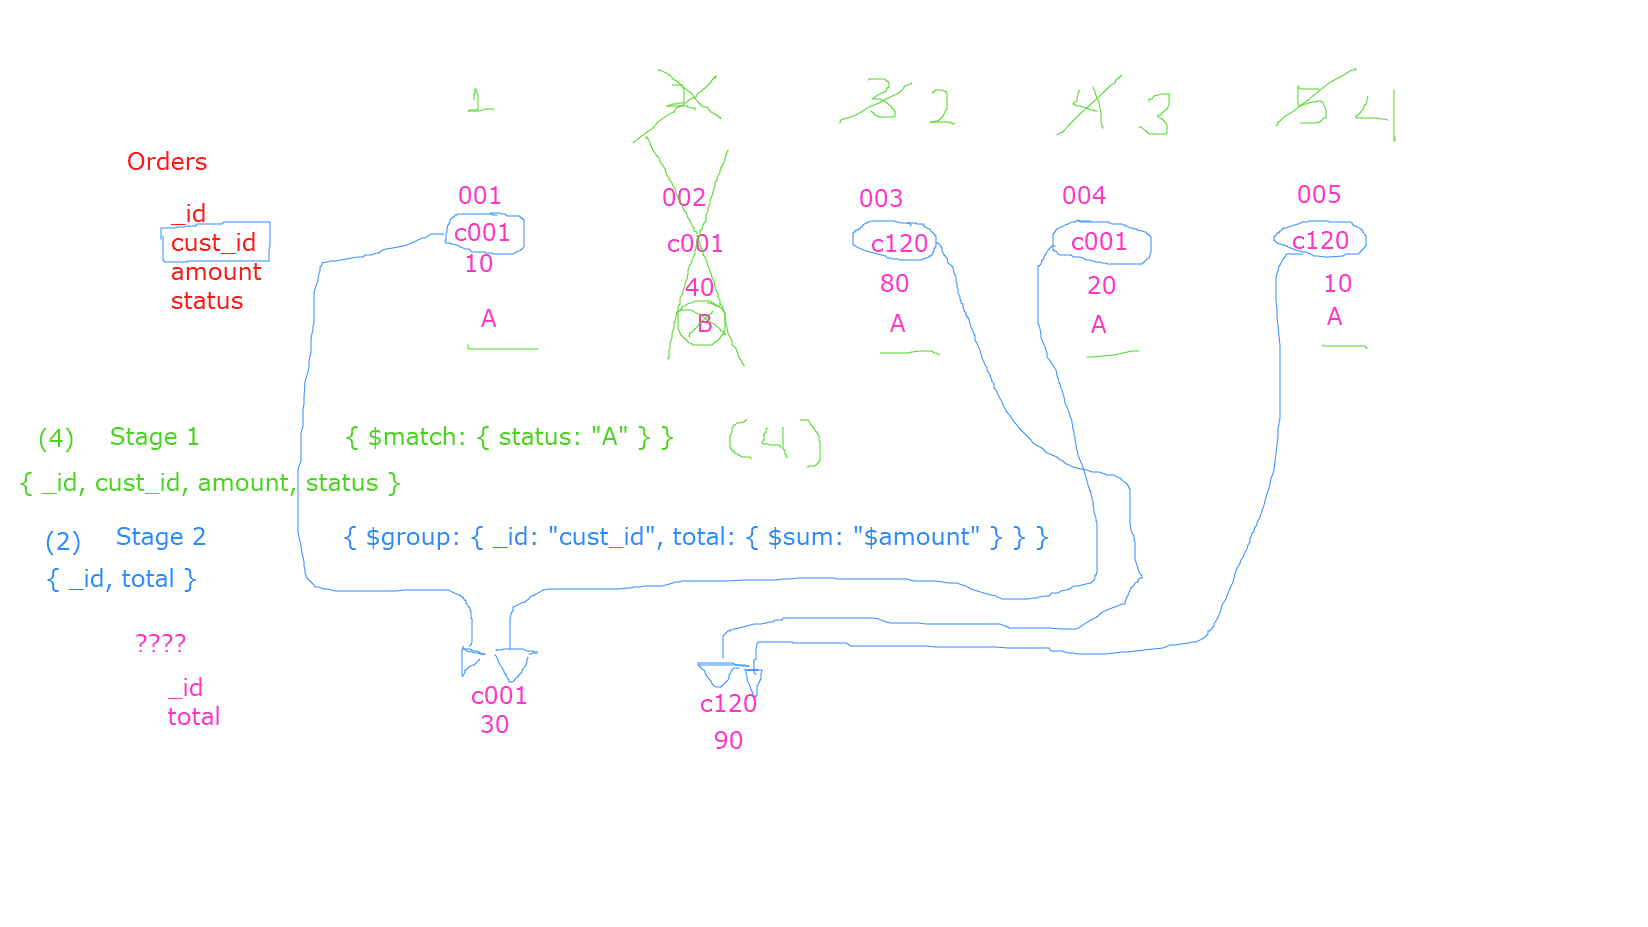 1 2 3 2 4 3 5 4
Orders
_id 001 002 003 004 005
cust_id c001 c001 c120 c001 c120
amount 10 40 80 20 10
status A B A A A
(4) Stage 1 { $match: { status: "A" } } (4)
{ _id, cust_id, amount, status }
(2) Stage 2 { $group: { _id: "cust_id", total: { $sum: "$amount" } } }
{ _id, total }
????
_id c001 c120
total 30 90